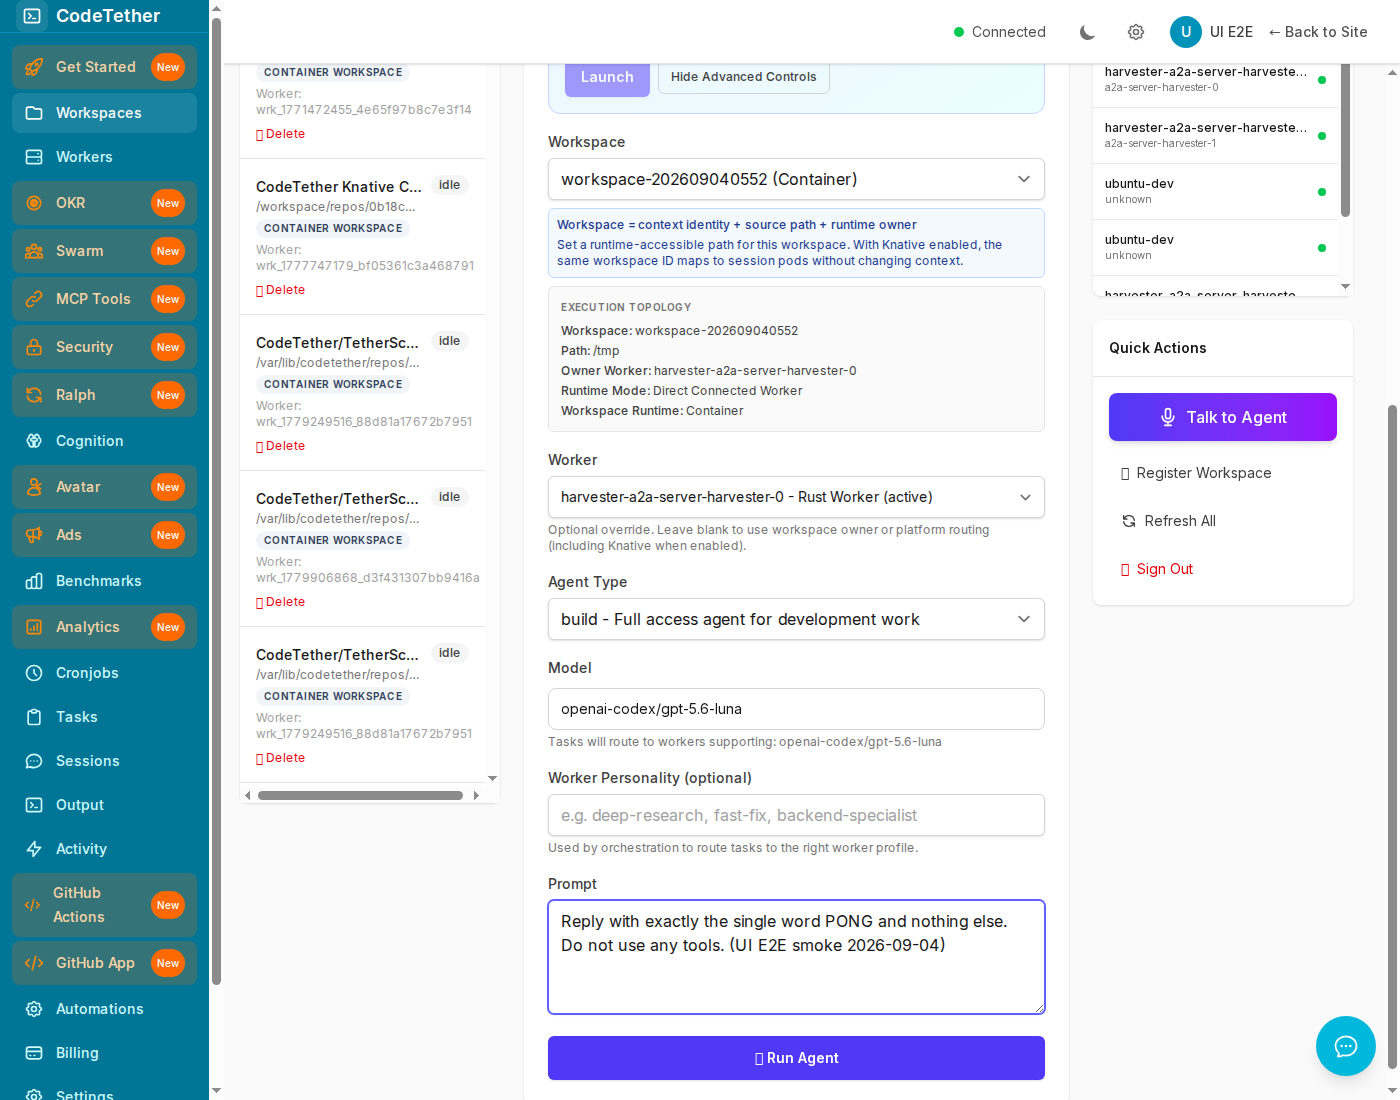 CodeTether
Get Started New
Workspaces
Workers
OKR New
Swarm New
MCP Tools New
Security New
Ralph New
Cognition
Avatar New
Ads New
Benchmarks
Analytics New
Cronjobs
Tasks
Sessions
Output
Activity
GitHub Actions New
GitHub App New
Automations
Billing
Settings
Connected
U
UI E2E
← Back to Site
CONTAINER WORKSPACE
Worker:
wrk_1771472455_4e65f97b8c7e3f14
Delete
CodeTether Knative C... idle
/workspace/repos/0b18c...
CONTAINER WORKSPACE
Worker:
wrk_1777747179_bf05361c3a468791
Delete
CodeTether/TetherSc... idle
/var/lib/codetether/repos/...
CONTAINER WORKSPACE
Worker:
wrk_1779249516_88d81a17672b7951
Delete
CodeTether/TetherSc... idle
/var/lib/codetether/repos/...
CONTAINER WORKSPACE
Worker:
wrk_1779906868_d3f431307bb9416a
Delete
CodeTether/TetherSc... idle
/var/lib/codetether/repos/...
CONTAINER WORKSPACE
Worker:
wrk_1779249516_88d81a17672b7951
Delete
Launch
Hide Advanced Controls
Workspace
workspace-202609040552 (Container)
Workspace = context identity + source path + runtime owner
Set a runtime-accessible path for this workspace. With Knative enabled, the
same workspace ID maps to session pods without changing context.
EXECUTION TOPOLOGY
Workspace: workspace-202609040552
Path: /tmp
Owner Worker: harvester-a2a-server-harvester-0
Runtime Mode: Direct Connected Worker
Workspace Runtime: Container
Worker
harvester-a2a-server-harvester-0 - Rust Worker (active)
Optional override. Leave blank to use workspace owner or platform routing
(including Knative when enabled).
Agent Type
build - Full access agent for development work
Model
openai-codex/gpt-5.6-luna
Tasks will route to workers supporting: openai-codex/gpt-5.6-luna
Worker Personality (optional)
e.g. deep-research, fast-fix, backend-specialist
Used by orchestration to route tasks to the right worker profile.
Prompt
Reply with exactly the single word PONG and nothing else.
Do not use any tools. (UI E2E smoke 2026-09-04)
Run Agent
harvester-a2a-server-harveste...
a2a-server-harvester-0
harvester-a2a-server-harveste...
a2a-server-harvester-1
ubuntu-dev
unknown
ubuntu-dev
unknown
harvester-a2a-server-harveste...
Quick Actions
Talk to Agent
Register Workspace
Refresh All
Sign Out